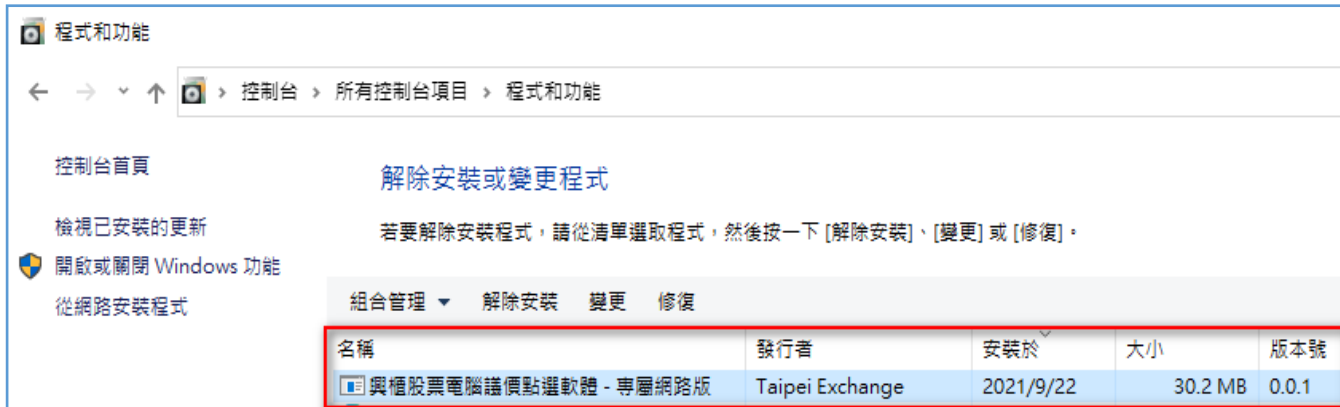 程式和功能
控制台 › 所有控制台項目 › 程式和功能
控制台首頁
檢視已安裝的更新
開啟或關閉 Windows 功能
從網路安裝程式
解除安裝或變更程式
若要解除安裝程式，請從清單選取程式，然後按一下 [解除安裝]、[變更] 或 [修復]。
組合管理 解除安裝 變更 修復
名稱 發行者 安裝於 大小 版本號
興櫃股票電腦議價點選軟體 - 專屬網路版 Taipei Exchange 2021/9/22 30.2 MB 0.0.1